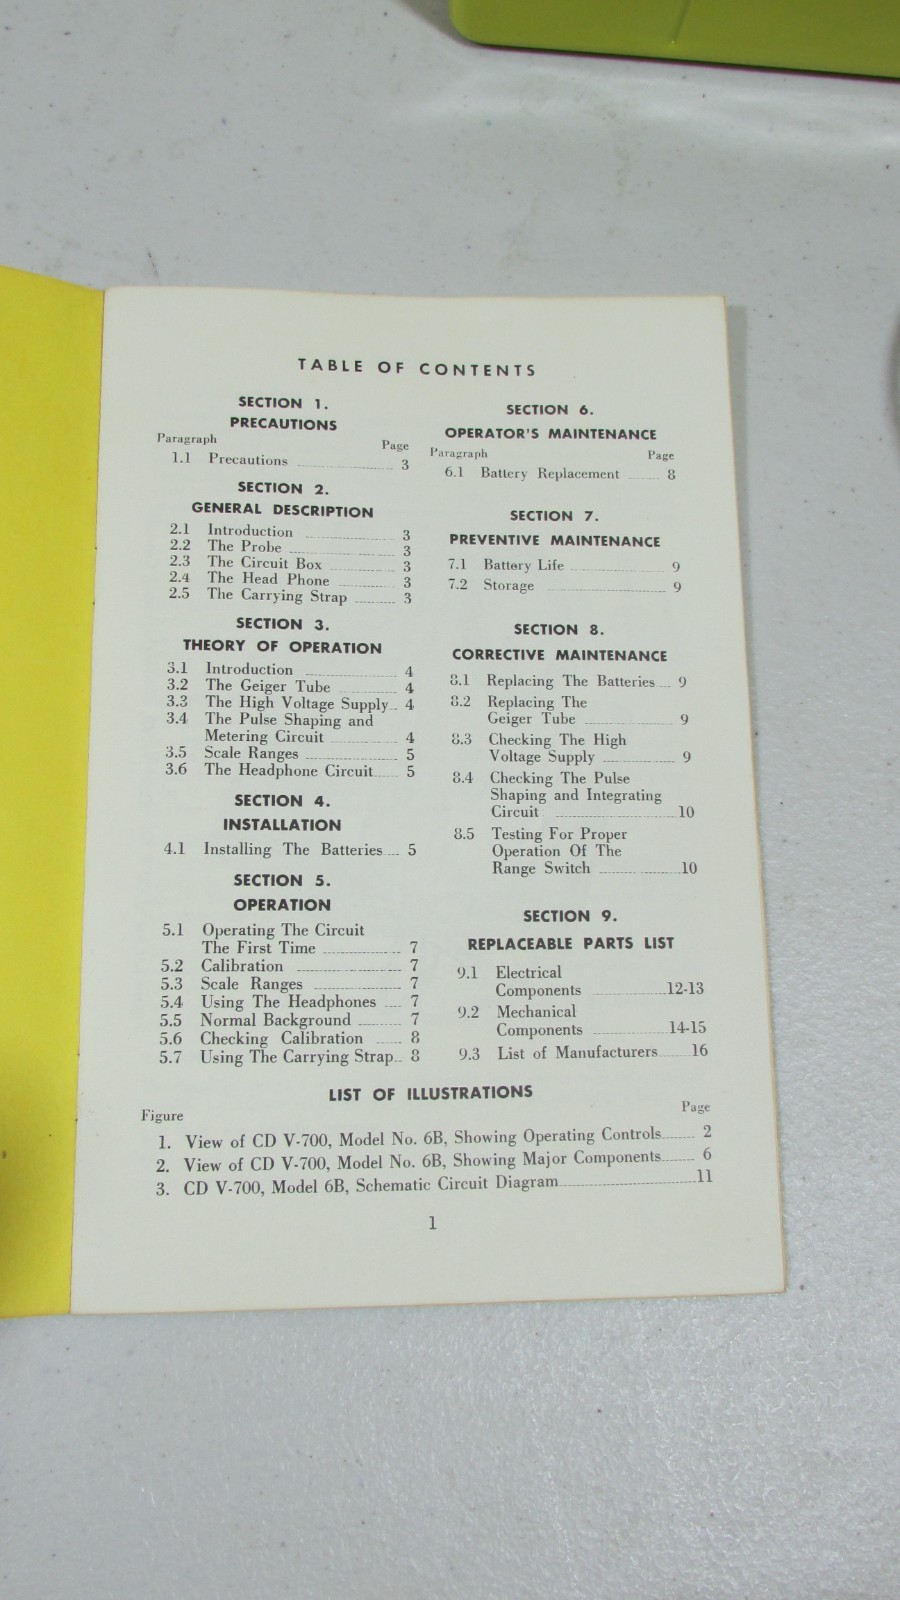 TABLE OF CONTENTS
SECTION 1.
PRECAUTIONS
Paragraph Page
1.1 Precautions 3
SECTION 2.
GENERAL DESCRIPTION
2.1 Introduction 3
2.2 The Probe 3
2.3 The Circuit Box 3
2.4 The Head Phone 3
2.5 The Carrying Strap 3
SECTION 3.
THEORY OF OPERATION
3.1 Introduction 4
3.2 The Geiger Tube 4
3.3 The High Voltage Supply 4
3.4 The Pulse Shaping and
Metering Circuit 4
3.5 Scale Ranges 5
3.6 The Headphone Circuit 5
SECTION 4.
INSTALLATION
4.1 Installing The Batteries 5
SECTION 5.
OPERATION
5.1 Operating The Circuit
The First Time 7
5.2 Calibration 7
5.3 Scale Ranges 7
5.4 Using The Headphones 7
5.5 Normal Background 7
5.6 Checking Calibration 8
5.7 Using The Carrying Strap 8
SECTION 6.
OPERATOR'S MAINTENANCE
Paragraph Page
6.1 Battery Replacement 8
SECTION 7.
PREVENTIVE MAINTENANCE
7.1 Battery Life 9
7.2 Storage 9
SECTION 8.
CORRECTIVE MAINTENANCE
8.1 Replacing The Batteries 9
8.2 Replacing The
Geiger Tube 9
8.3 Checking The High
Voltage Supply 9
8.4 Checking The Pulse
Shaping and Integrating
Circuit 10
8.5 Testing For Proper
Operation Of The
Range Switch 10
SECTION 9.
REPLACEABLE PARTS LIST
9.1 Electrical
Components 12-13
9.2 Mechanical
Components 14-15
9.3 List of Manufacturers 16
LIST OF ILLUSTRATIONS
Figure Page
1. View of CD V-700, Model No. 6B, Showing Operating Controls 2
2. View of CD V-700, Model No. 6B, Showing Major Components 6
3. CD V-700, Model 6B, Schematic Circuit Diagram 11
1